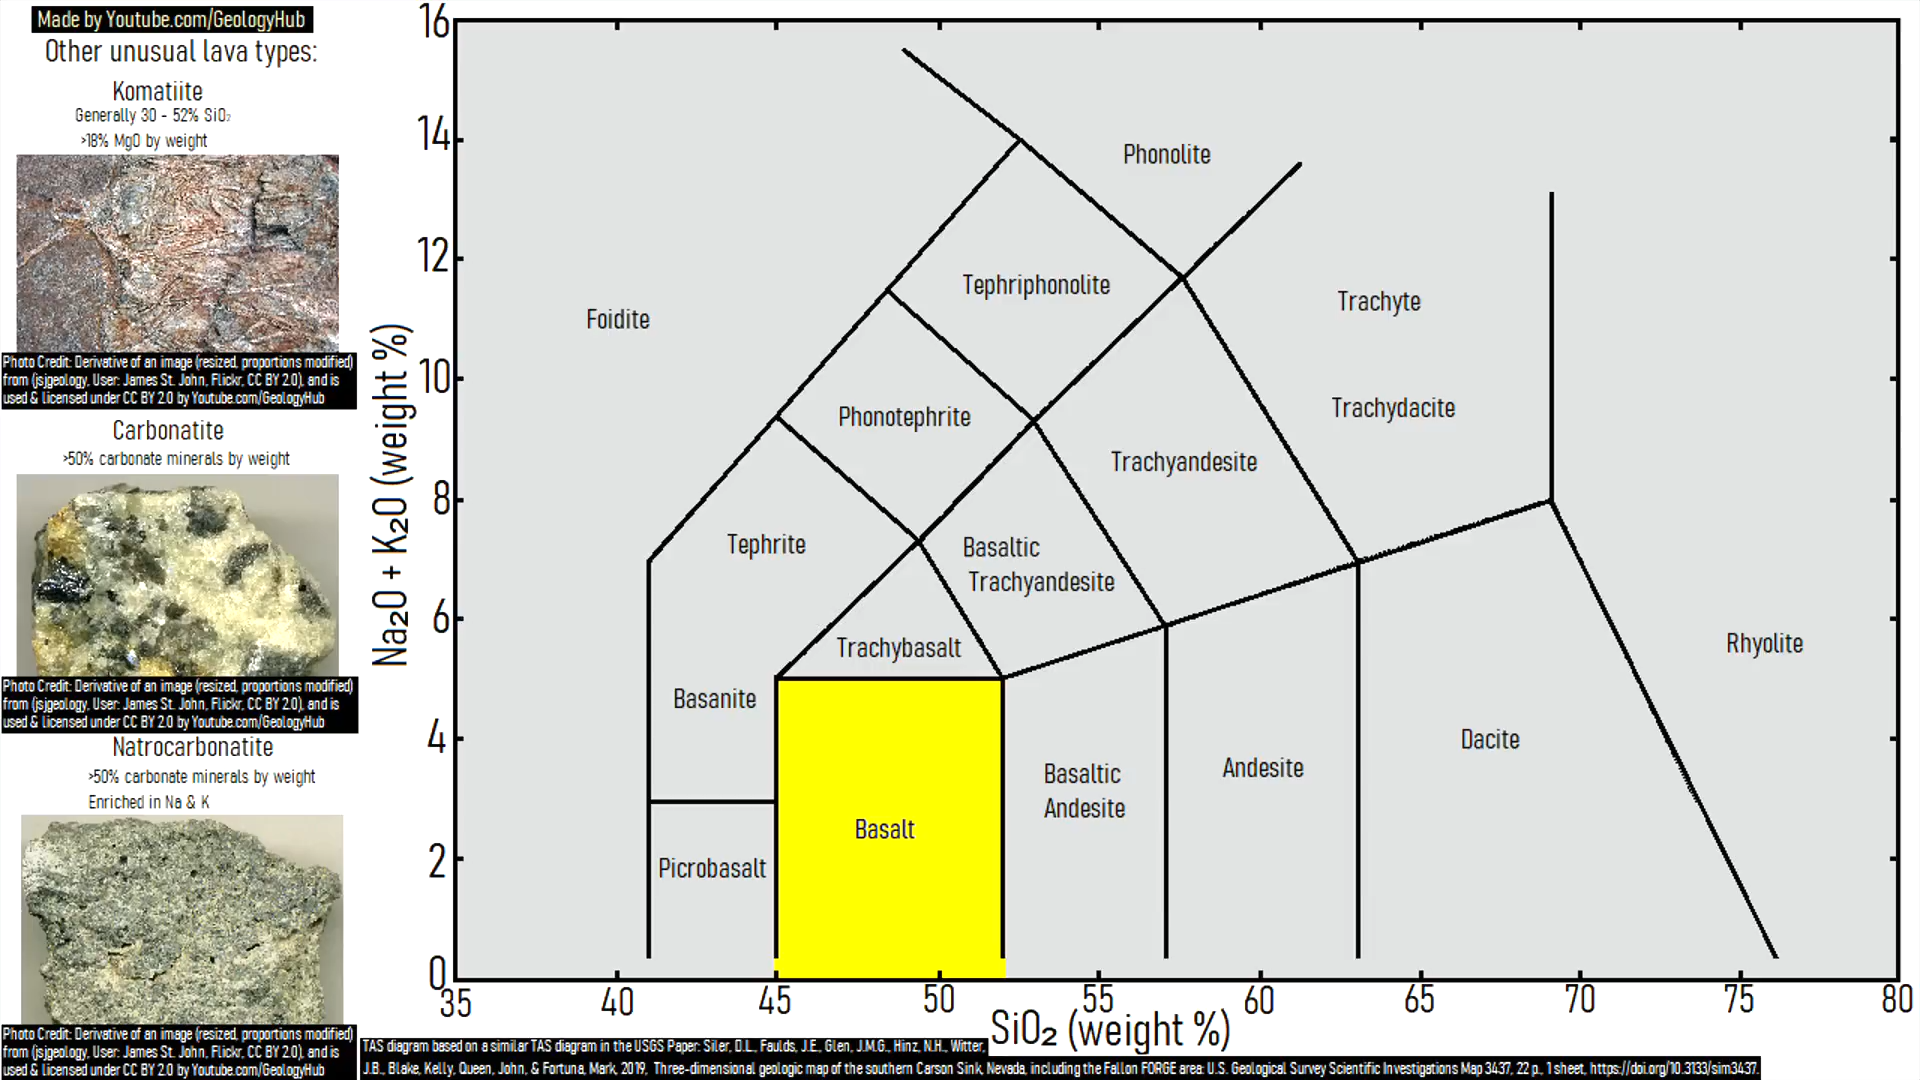 Made by Youtube.com/GeologyHub
Other unusual lava types:
Komatiite
Generally 30 - 52% SiO₂
>18% MgO by weight
Photo Credit: Derivative of an image (resized, proportions modified)
from (jsjgeology, User: James St. John, Flickr, CC BY 2.0), and is
used & licensed under CC BY 2.0 by Youtube.com/GeologyHub
Carbonatite
>50% carbonate minerals by weight
Photo Credit: Derivative of an image (resized, proportions modified)
from (jsjgeology, User: James St. John, Flickr, CC BY 2.0), and is
used & licensed under CC BY 2.0 by Youtube.com/GeologyHub
Natrocarbonatite
>50% carbonate minerals by weight
Enriched in Na & K
Photo Credit: Derivative of an image (resized, proportions modified)
from (jsjgeology, User: James St. John, Flickr, CC BY 2.0), and is
used & licensed under CC BY 2.0 by Youtube.com/GeologyHub
Na₂O + K₂O (weight %)
16
14
12
10
8
6
4
2
0
Phonolite
Tephriphonolite
Foidite
Trachyte
Trachydacite
Phonotephrite
Trachyandesite
Tephrite
Basaltic
Trachyandesite
Trachybasalt
Rhyolite
Basanite
Dacite
Basaltic
Andesite
Andesite
Basalt
Picrobasalt
35 40 45 50 55 60 65 70 75 80
SiO₂ (weight %)
TAS diagram based on a similar TAS diagram in the USGS Paper: Siler, D.L., Faulds, J.E., Glen, J.M.G., Hinz, N.H., Witter,
J.B., Blake, Kelly, Queen, John, & Fortuna, Mark, 2019, Three-dimensional geologic map of the southern Carson Sink, Nevada, including the Fallon FORGE area: U.S. Geological Survey Scientific Investigations Map 3437, 22 p., 1 sheet, https://doi.org/10.3133/sim3437.